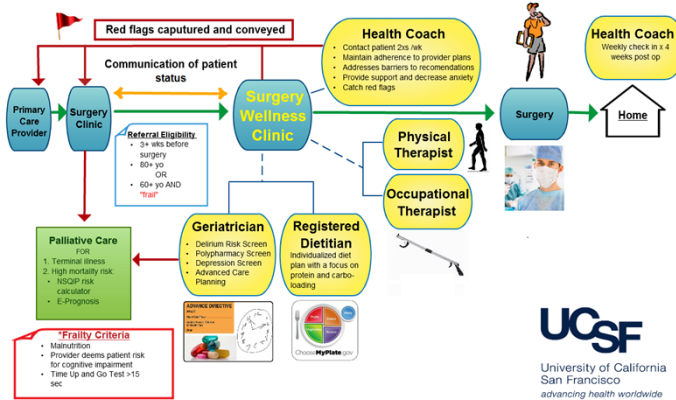 Red flags caputured and conveyed
Communication of patient
status
Health Coach
• Contact patient 2xs /wk
• Maintain adherence to provider plans
• Addresses barriers to recomendations
• Provide support and decrease anxiety
• Catch red flags
Health Coach
Weekly check in x 4
weeks post op
Primary
Care
Provider
Surgery
Clinic
Surgery
Wellness
Clinic
Surgery
Home
Referral Eligibility
• 3+ wks before
surgery
• 80+ yo
OR
• 60+ yo AND
"frail"
Physical
Therapist
Occupational
Therapist
Palliative Care
FOR
1. Terminal illness
2. High mortality risk:
• NSQIP risk
calculator
• E-Prognosis
Geriatrician
• Delirium Risk Screen
• Polypharmacy Screen
• Depression Screen
• Advanced Care
Planning
Registered
Dietitian
Individualized diet
plan with a focus on
protein and carbo-
loading
ADVANCE DIRECTIVE
ChooseMyPlate.gov
*Frailty Criteria
• Malnutrition
• Provider deems patient risk
for cognitive impairment
• Time Up and Go Test >15
sec
UCSF
University of California
San Francisco
advancing health worldwide